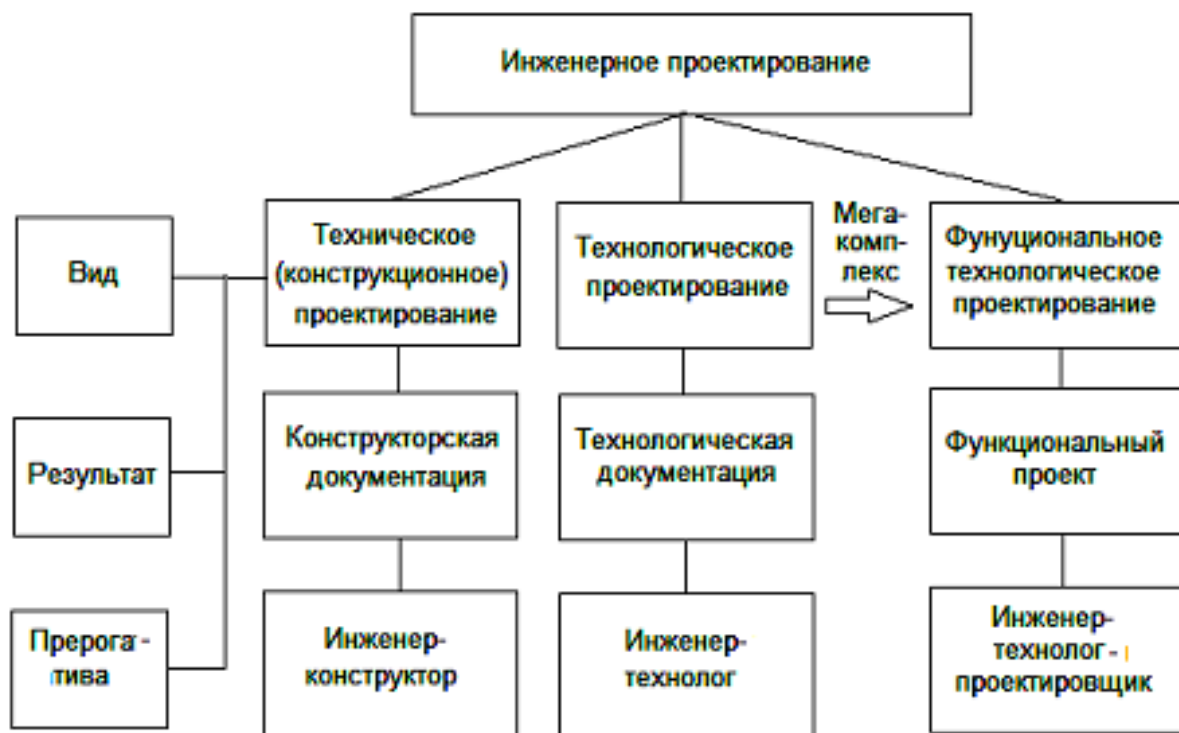 Инженерное проектирование
Вид
Техническое
(конструкционное)
проектирование
Технологическое
проектирование
Мега-
комп-
лекс
Фунуциональное
технологическое
проектирование
Результат
Конструкторская
документация
Технологическая
документация
Функциональный
проект
Прерога-
тива
Инженер-
конструктор
Инженер-
технолог
Инженер-
технолог-
проектировщик